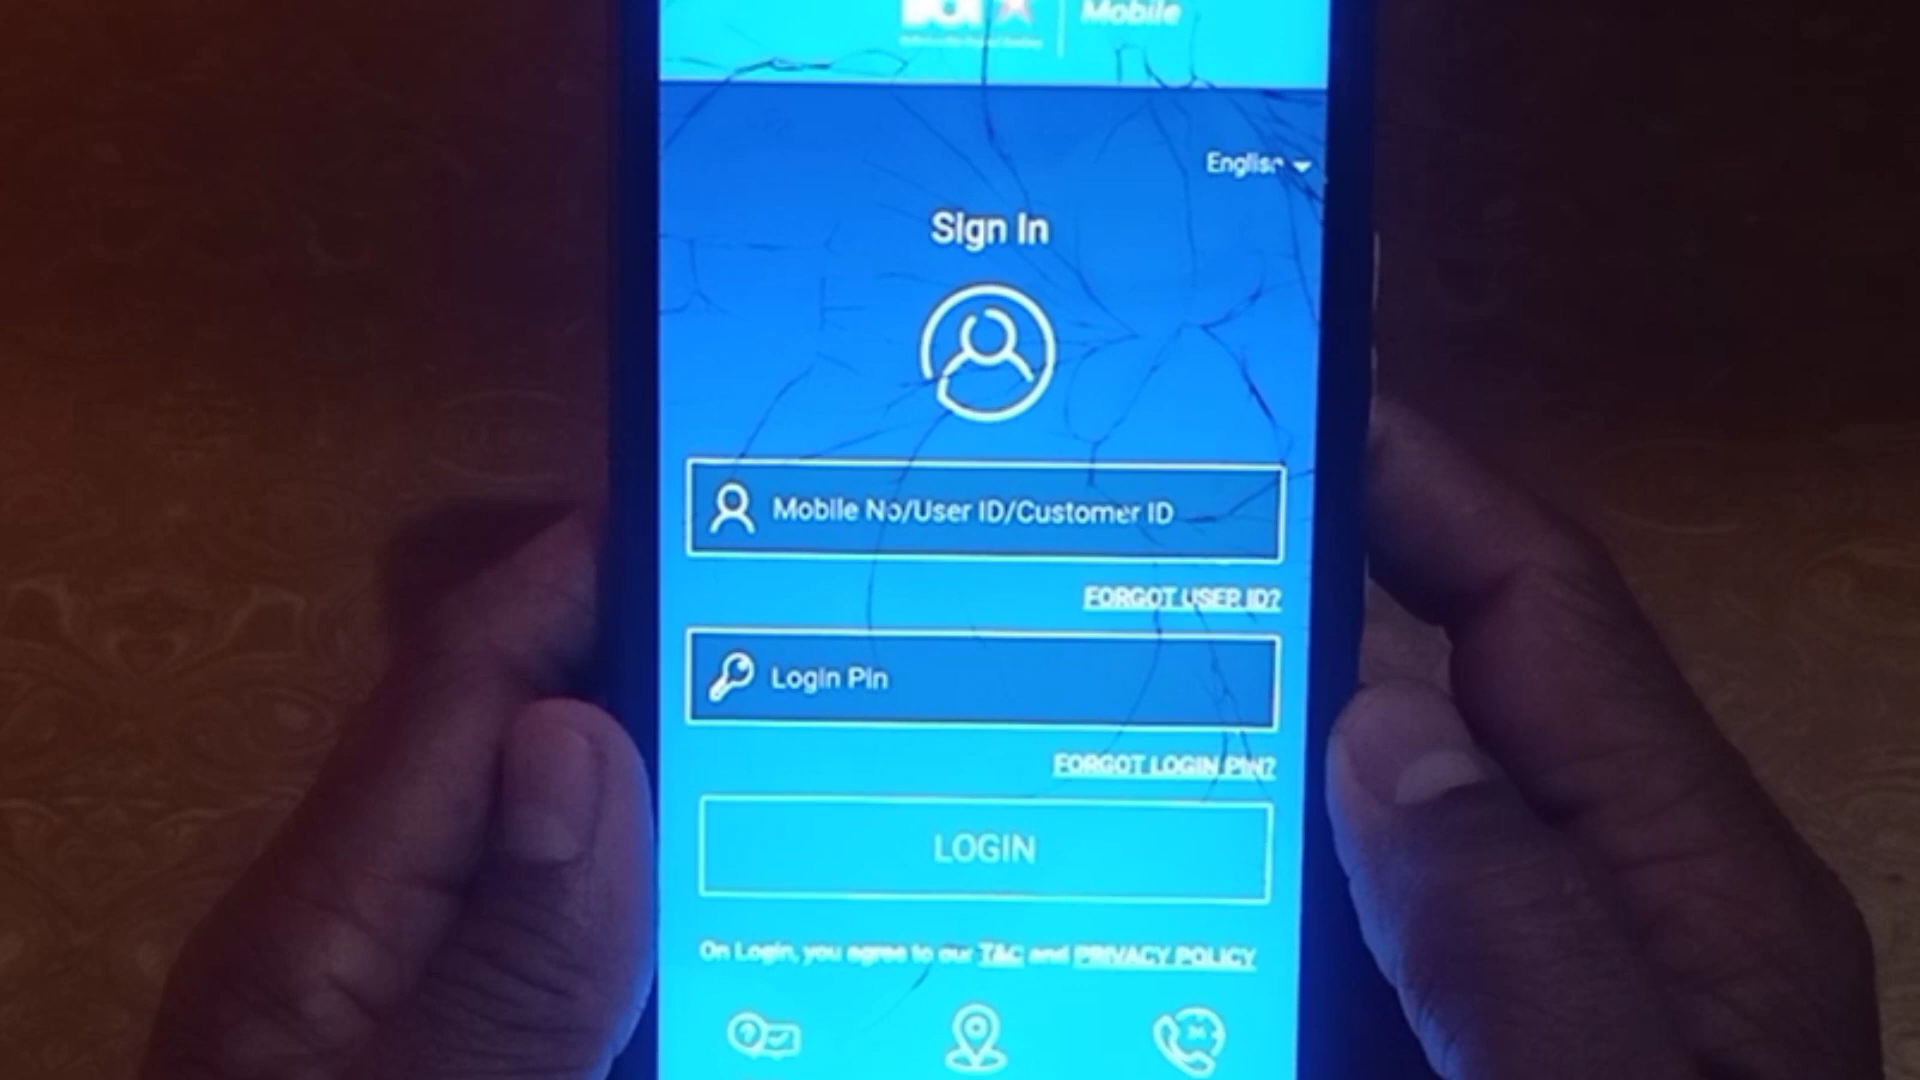 Mobile
English
Sign In
Mobile No/User ID/Customer ID
FORGOT USER ID?
Login Pin
FORGOT LOGIN PIN?
LOGIN
On Login, you agree to our T&C and PRIVACY POLICY